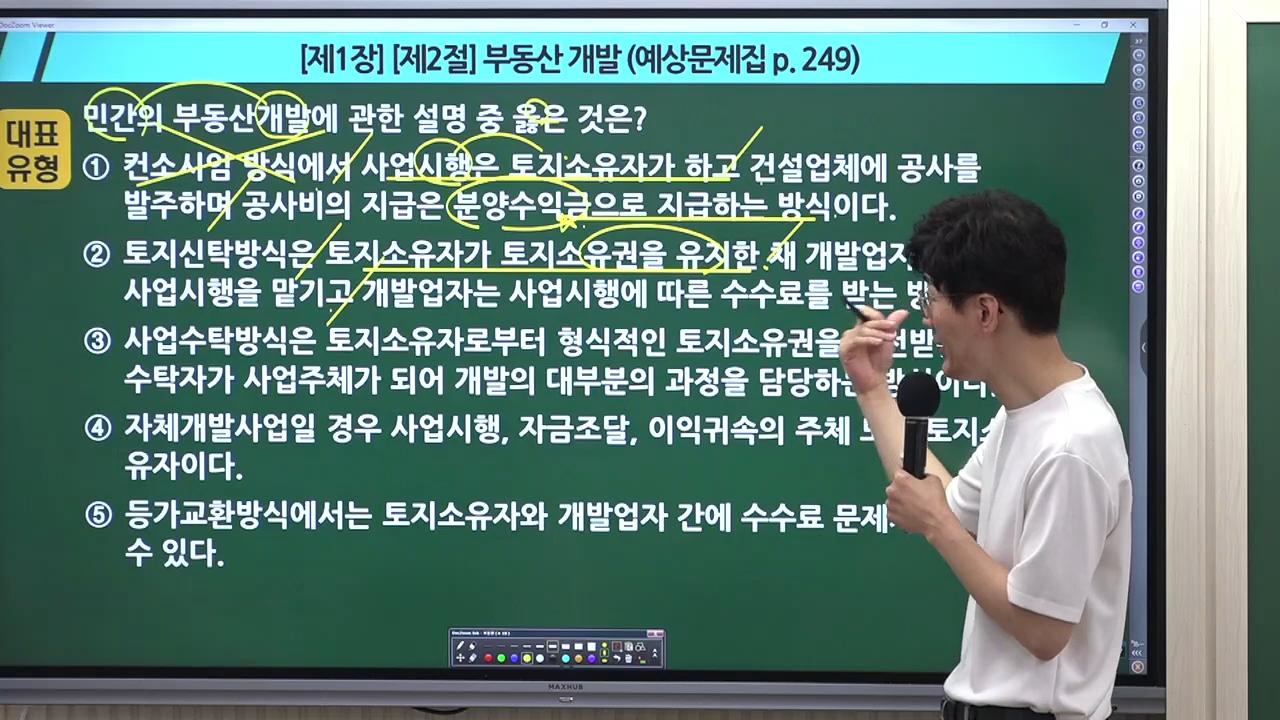 DocZoom Viewer
[제1장] [제2절] 부동산 개발 (예상문제집 p. 249)
대표
유형
민간의 부동산개발에 관한 설명 중 옳은 것은?
① 컨소시엄 방식에서 사업시행은 토지소유자가 하고 건설업체에 공사를
발주하며 공사비의 지급은 분양수익금으로 지급하는 방식이다.
② 토지신탁방식은 토지소유자가 토지소유권을 유지한 채 개발업자
사업시행을 맡기고 개발업자는 사업시행에 따른 수수료를 받는
③ 사업수탁방식은 토지소유자로부터 형식적인 토지소유권을
수탁자가 사업주체가 되어 개발의 대부분의 과정을 담당하는
④ 자체개발사업일 경우 사업시행, 자금조달, 이익귀속의 주체
유자이다.
⑤ 등가교환방식에서는 토지소유자와 개발업자 간에 수수료 문제
수 있다.
MAXHUB